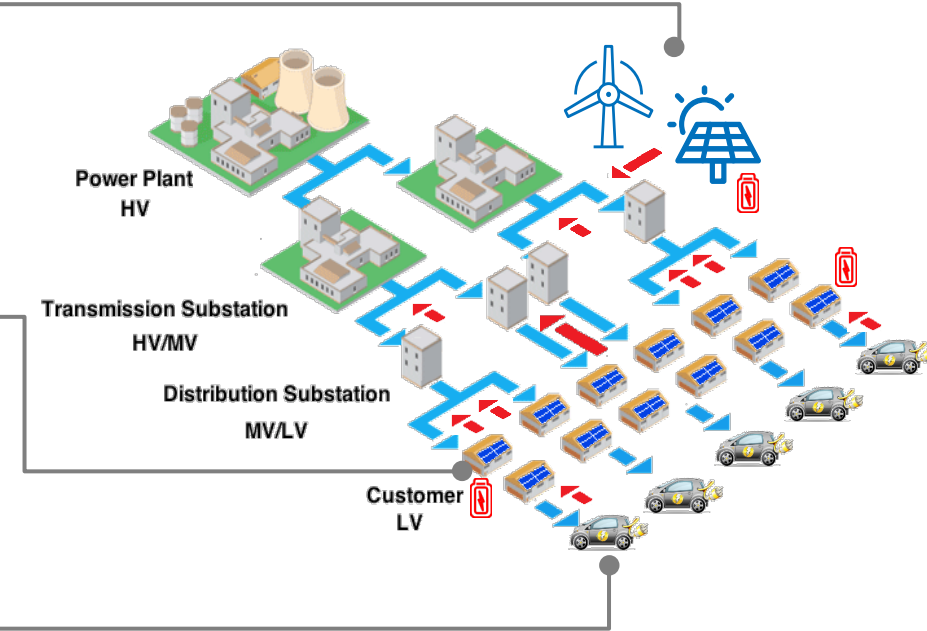 Power Plant
HV
Transmission Substation
HV/MV
Distribution Substation
MV/LV
Customer
LV